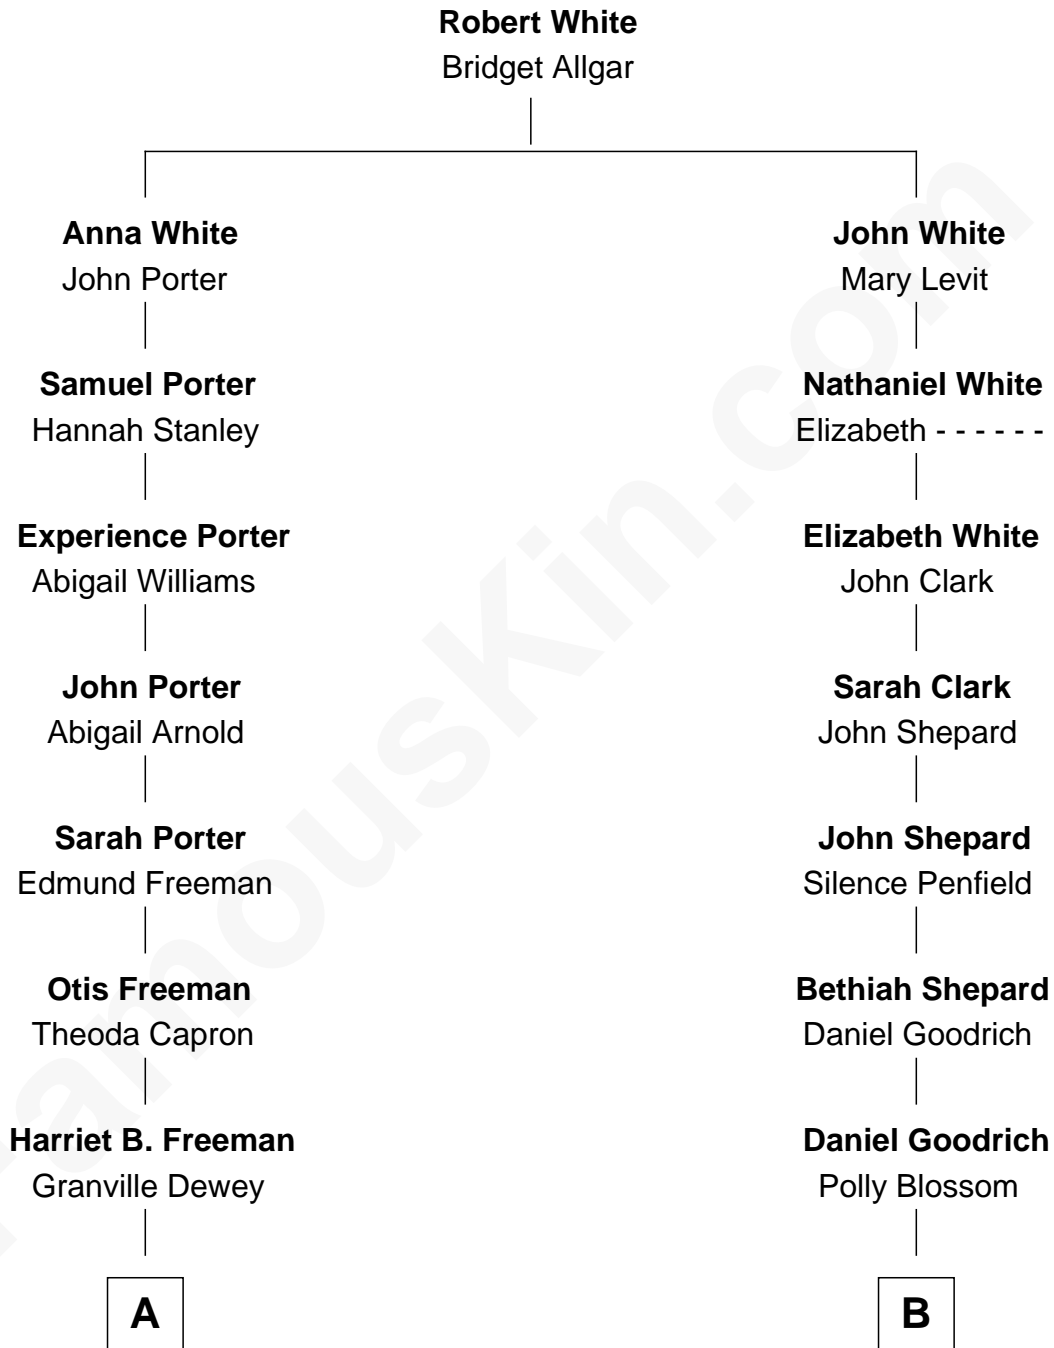 Robert White
Bridget Allgar
Anna White
John Porter
Samuel Porter
Hannah Stanley
Experience Porter
Abigail Williams
John Porter
Abigail Arnold
Sarah Porter
Edmund Freeman
Otis Freeman
Theoda Capron
Harriet B. Freeman
Granville Dewey
A
John White
Mary Levit
Nathaniel White
Elizabeth - - - - - -
Elizabeth White
John Clark
Sarah Clark
John Shepard
John Shepard
Silence Penfield
Bethiah Shepard
Daniel Goodrich
Daniel Goodrich
Polly Blossom
B
FamousKin.com